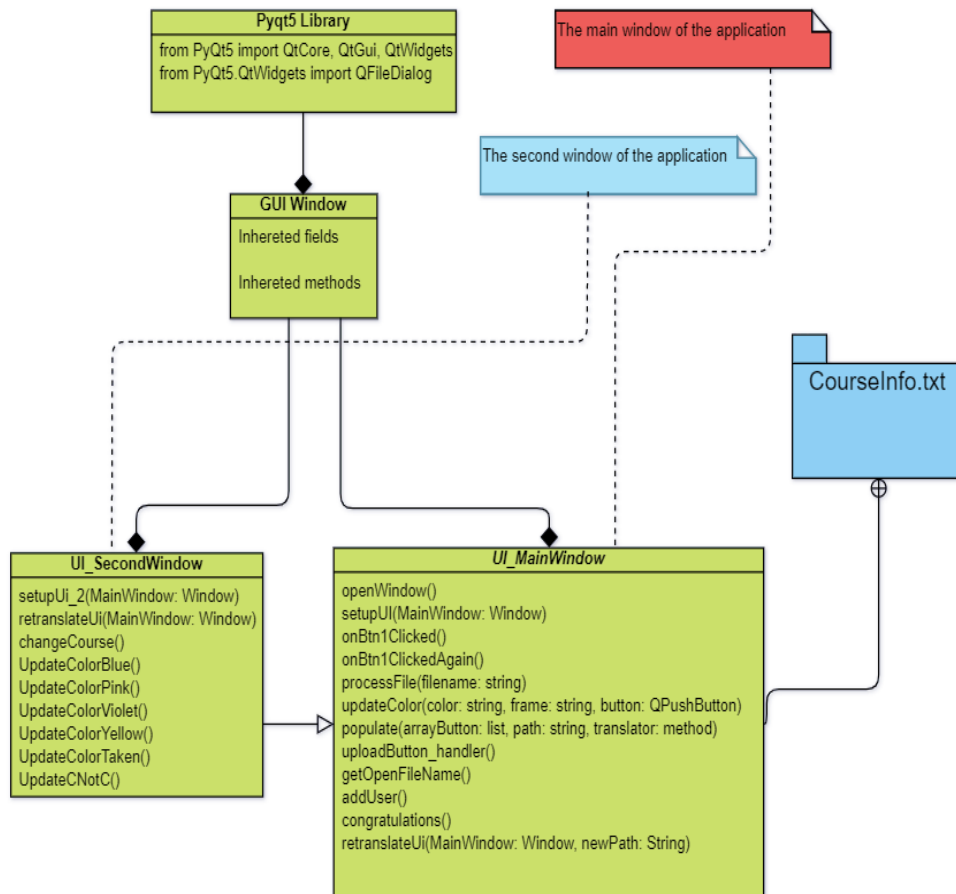 Pyqt5 Library
from PyQt5 import QtCore, QtGui, QtWidgets
from PyQt5.QtWidgets import QFileDialog
The main window of the application
The second window of the application
GUI Window
Inhereted fields
Inhereted methods
CourseInfo.txt
UI_SecondWindow
setupUi_2(MainWindow: Window)
retranslateUi(MainWindow: Window)
changeCourse()
UpdateColorBlue()
UpdateColorPink()
UpdateColorViolet()
UpdateColorYellow()
UpdateColorTaken()
UpdateCNotC()
UI_MainWindow
openWindow()
setupUI(MainWindow: Window)
onBtn1Clicked()
onBtn1ClickedAgain()
processFile(filename: string)
updateColor(color: string, frame: string, button: QPushButton)
populate(arrayButton: list, path: string, translator: method)
uploadButton_handler()
getOpenFileName()
addUser()
congratulations()
retranslateUi(MainWindow: Window, newPath: String)